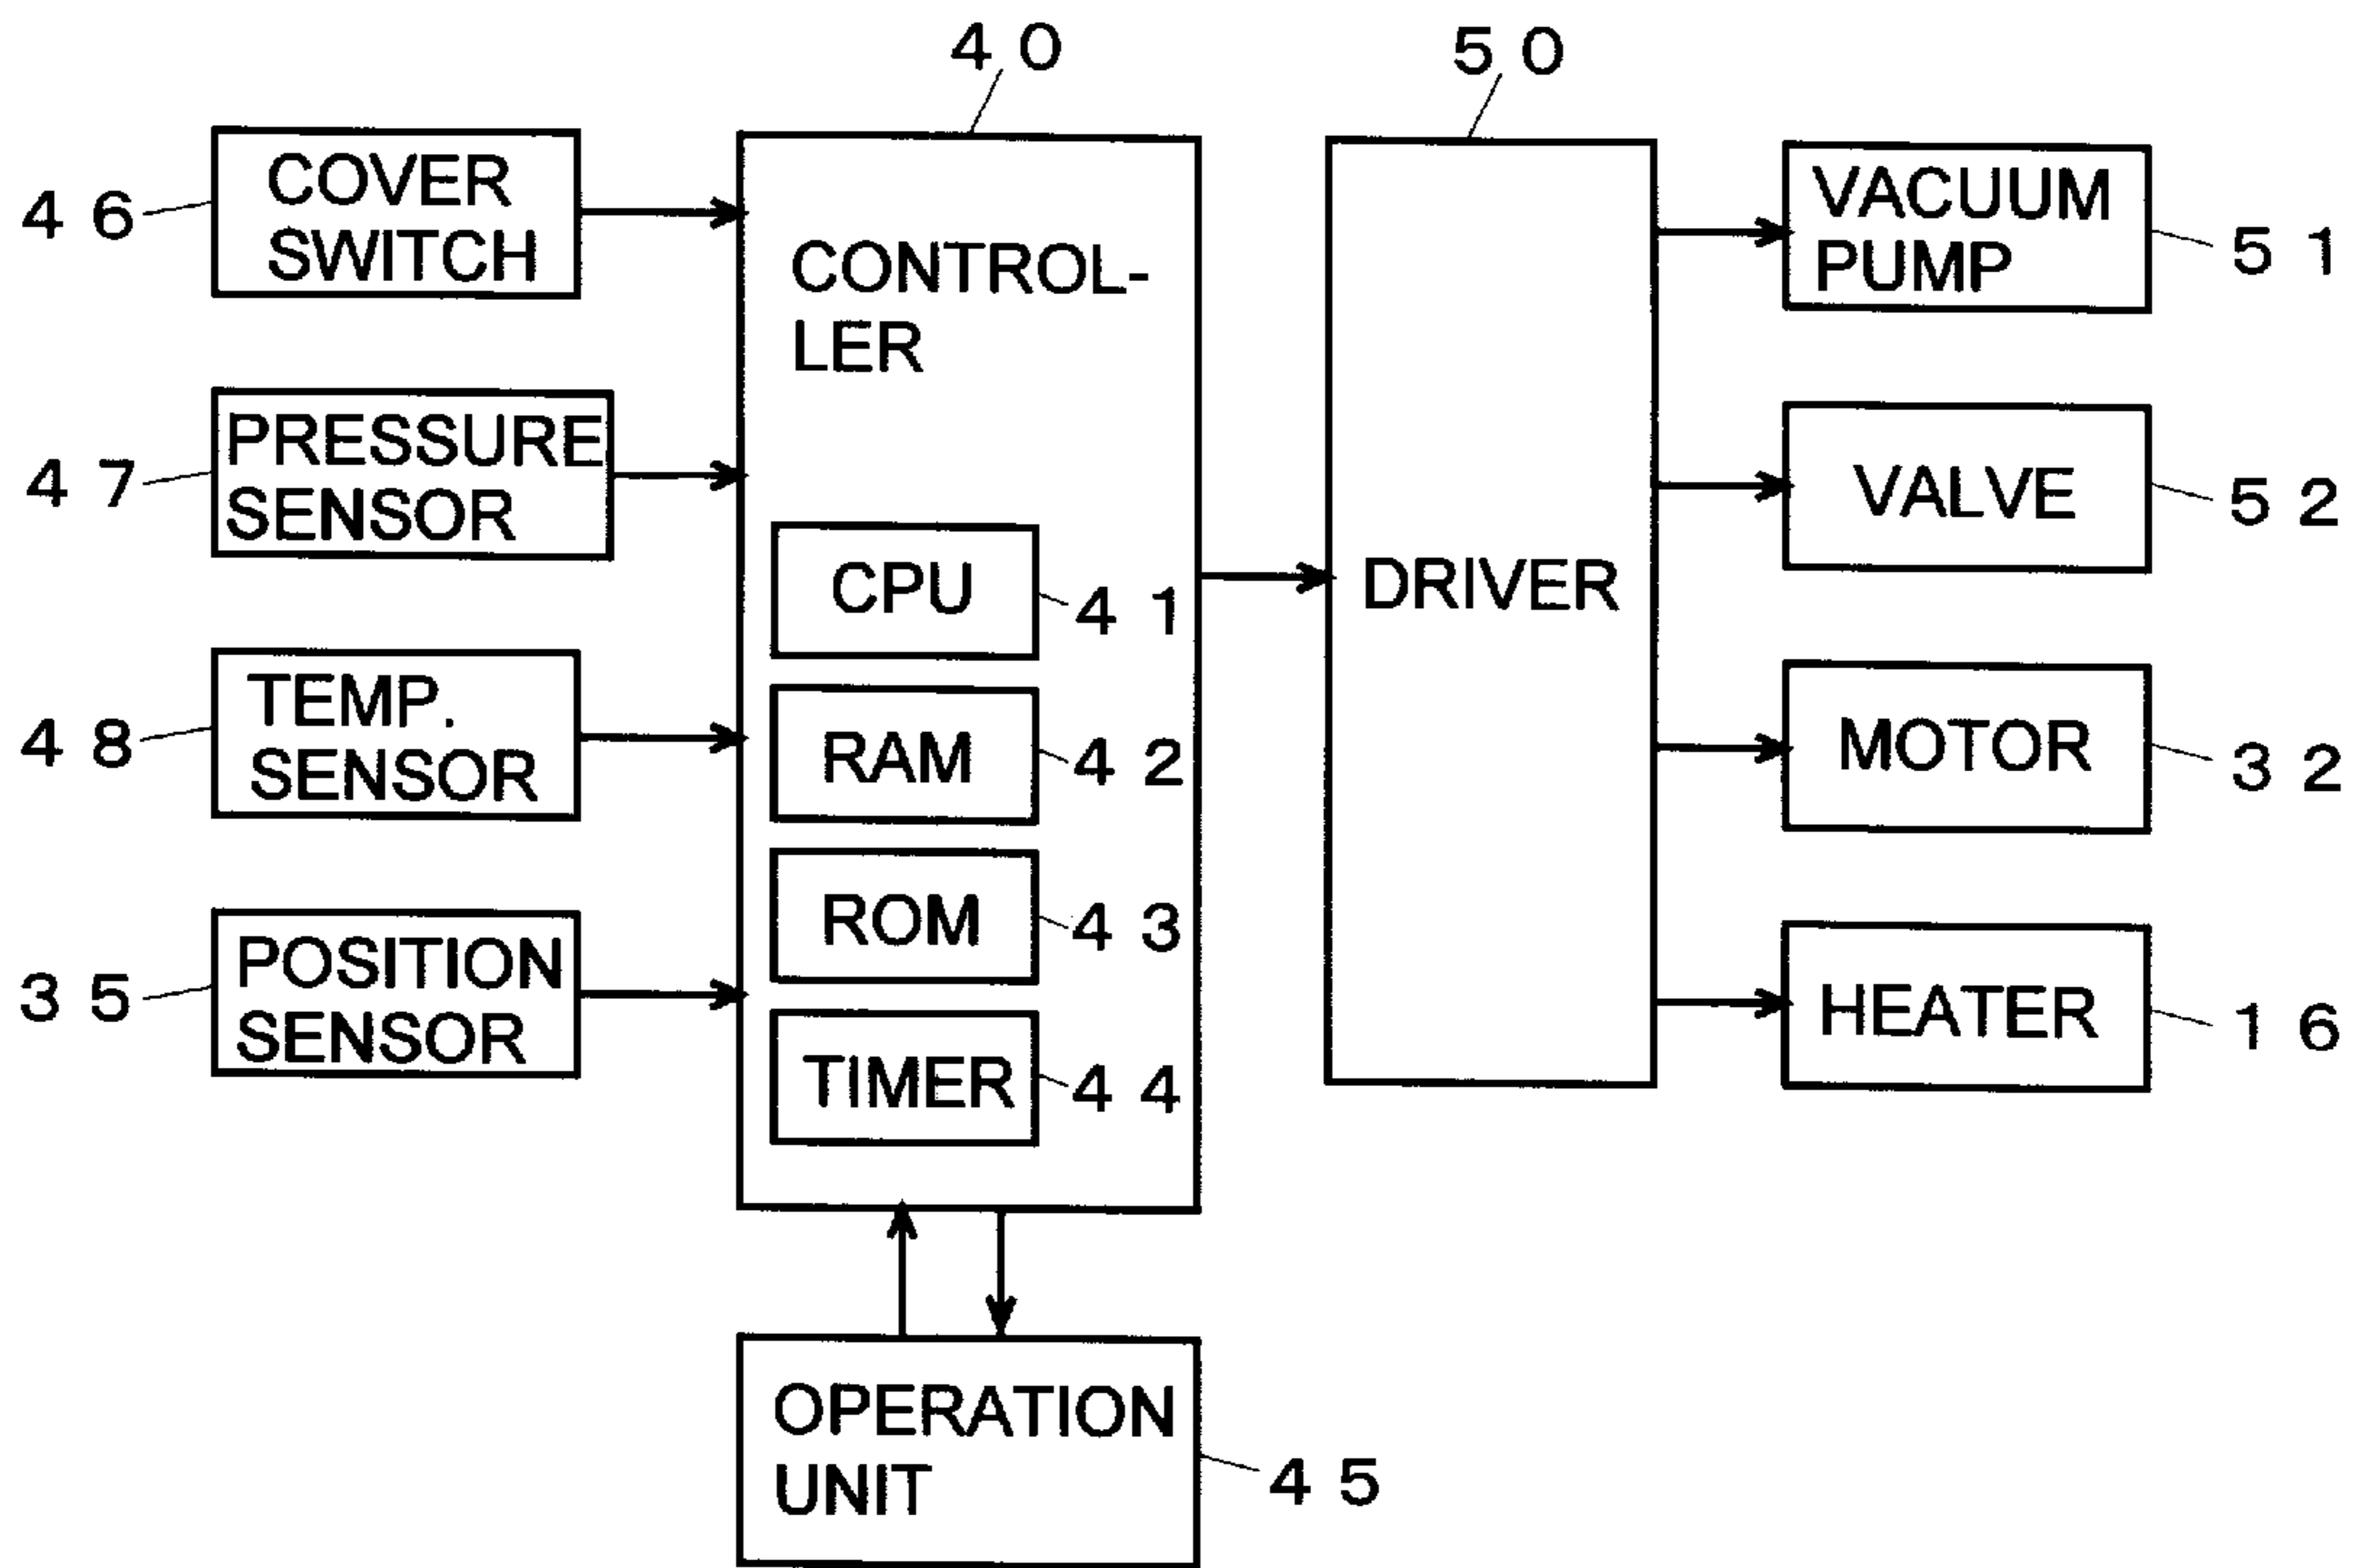 40
50
46
COVER
SWITCH
47
PRESSURE
SENSOR
48
TEMP.
SENSOR
35
POSITION
SENSOR
CONTROL-
LER
CPU
41
RAM
42
ROM
43
TIMER
44
OPERATION
UNIT
45
DRIVER
VACUUM
PUMP
51
VALVE
52
MOTOR
32
HEATER
16